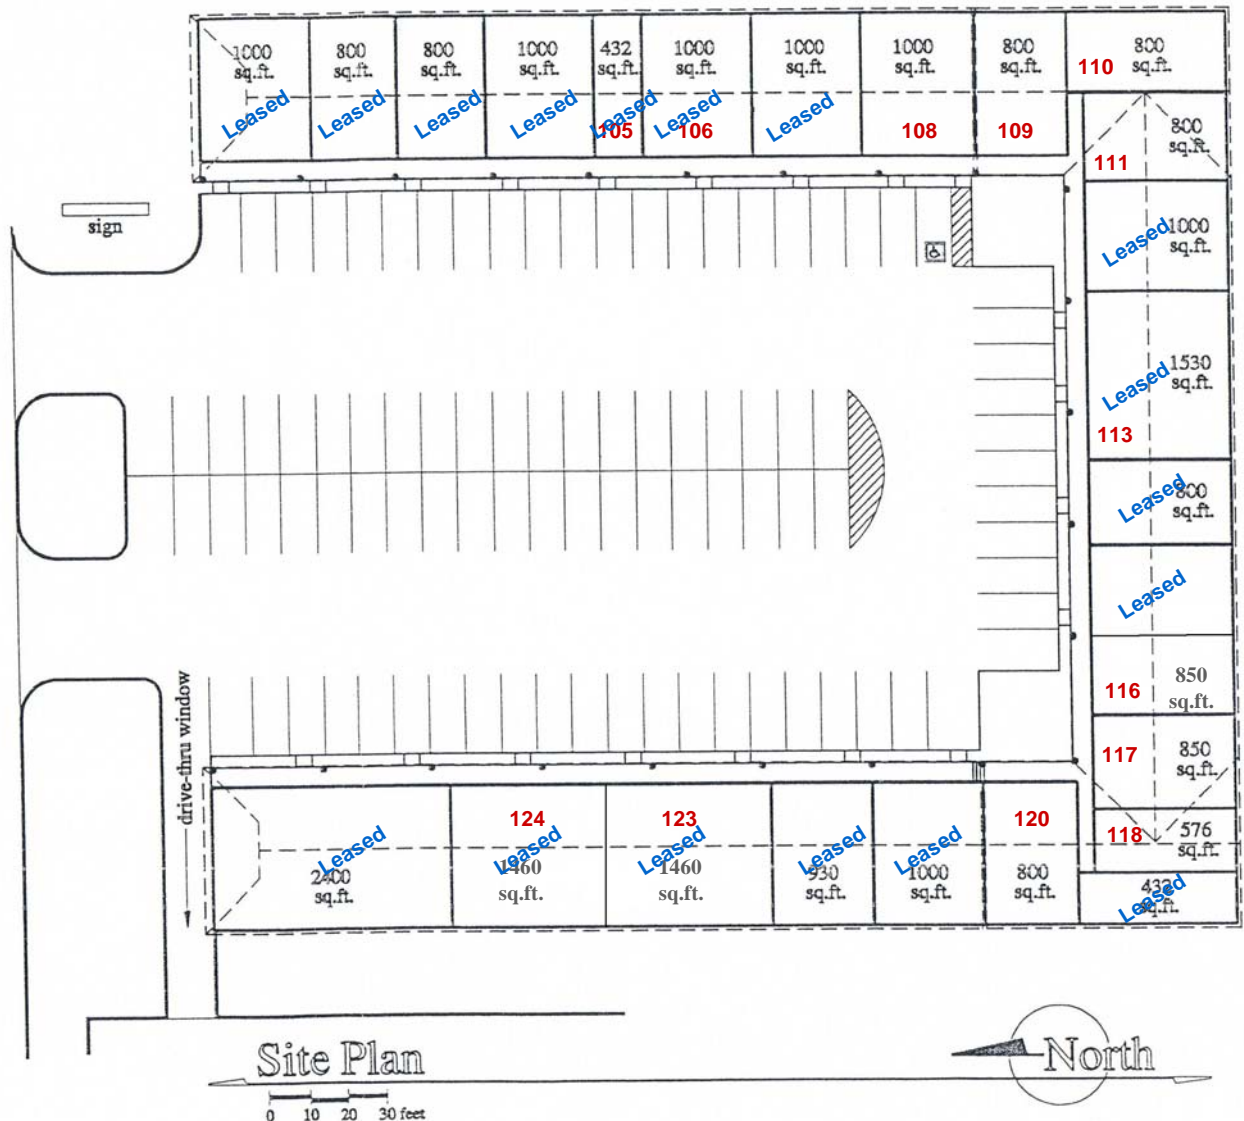 1000
sq.ft.
Leased
800
sq.ft.
Leased
800
sq.ft.
Leased
1000
sq.ft.
Leased
432
sq.ft.
Leased
105
1000
sq.ft.
Leased
106
1000
sq.ft.
Leased
1000
sq.ft.
108
800
sq.ft.
109
110
800
sq.ft.
800
sq.ft.
111
1000
sq.ft.
Leased
1530
sq.ft.
Leased
113
800
sq.ft.
Leased
Leased
116
850
sq.ft.
117
850
sq.ft.
118
576
sq.ft.
432
sq.ft.
Leased
sign
drive-thru window
Leased
2400
sq.ft.
124
Leased
1460
sq.ft.
123
Leased
1460
sq.ft.
Leased
930
sq.ft.
Leased
1000
sq.ft.
120
800
sq.ft.
Site Plan
0 10 20 30 feet
North